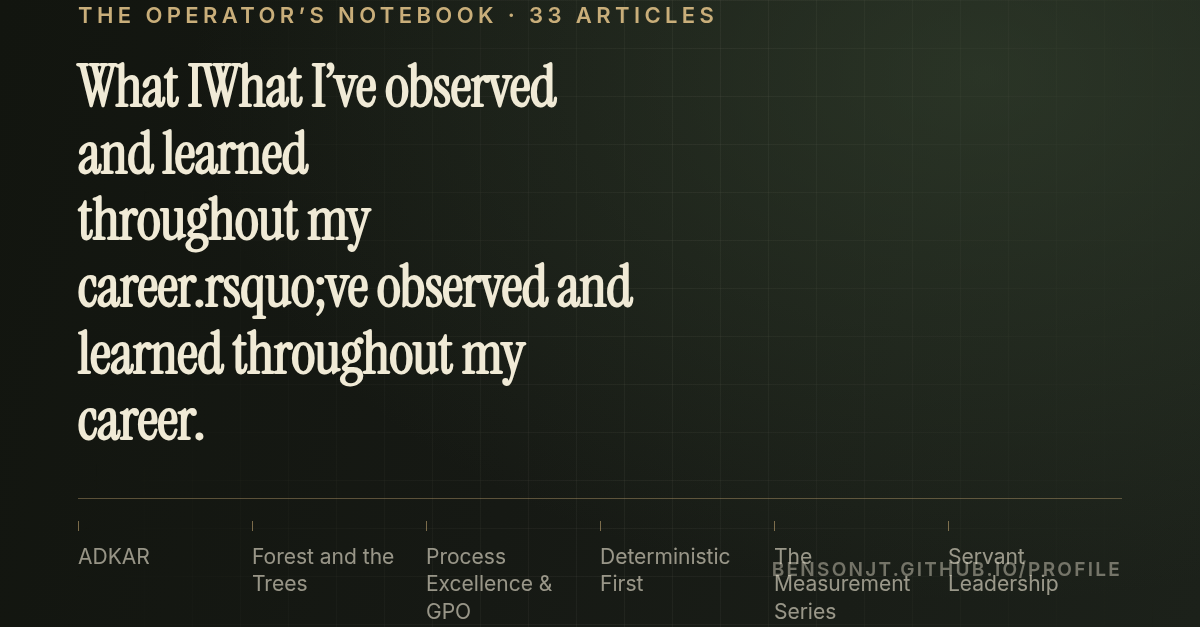 THE OPERATOR’S NOTEBOOK · 33 ARTICLES
What IWhat I’ve observed
and learned
throughout my
career.rsquo;ve observed and
learned throughout my
career.
ADKAR
Forest and the
Trees
Process
Excellence &
GPO
Deterministic
First
The
Measurement
Series
Servant
Leadership
BENSONJT.GITHUB.IO/PROFILE